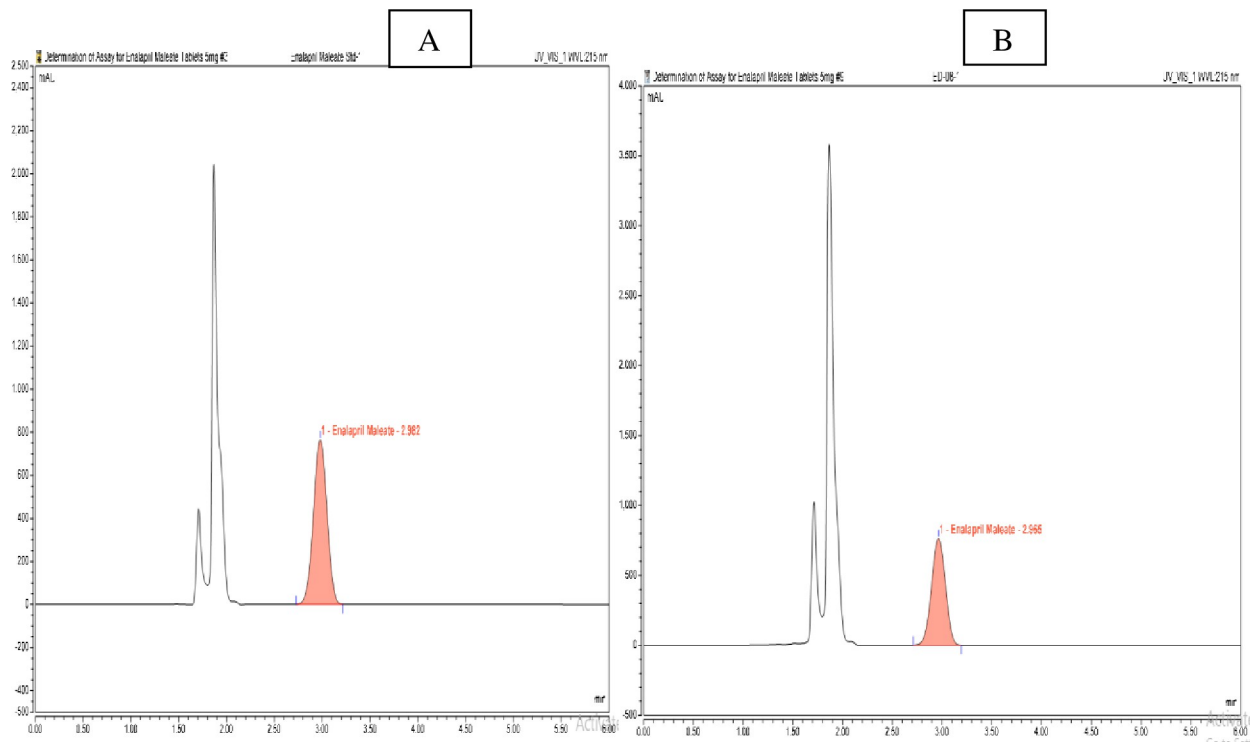 A
Determination of Assay for Enalapril Maleate Tablets 5mg
Enalapril Maleate Std-1
UV_VIS_1 WVL:215 nm
mAU
2.500
2.400
2.200
2.000
1.800
1.600
1.400
1.200
1.000
800
600
400
200
0
-200
-400
-500
1 - Enalapril Maleate - 2.982
min
0.00 0.50 1.00 1.50 2.00 2.50 3.00 3.50 4.00 4.50 5.00 5.50 6.00
B
Determination of Assay for Enalapril Maleate Tablets 5mg
UV_VIS_1 WVL:215 nm
mAU
4.000
3.500
3.000
2.500
2.000
1.500
1.000
500
0
-500
1 - Enalapril Maleate
min
0.00 0.50 1.00 1.50 2.00 2.50 3.00 3.50 4.00 4.50 5.00 5.50 6.00